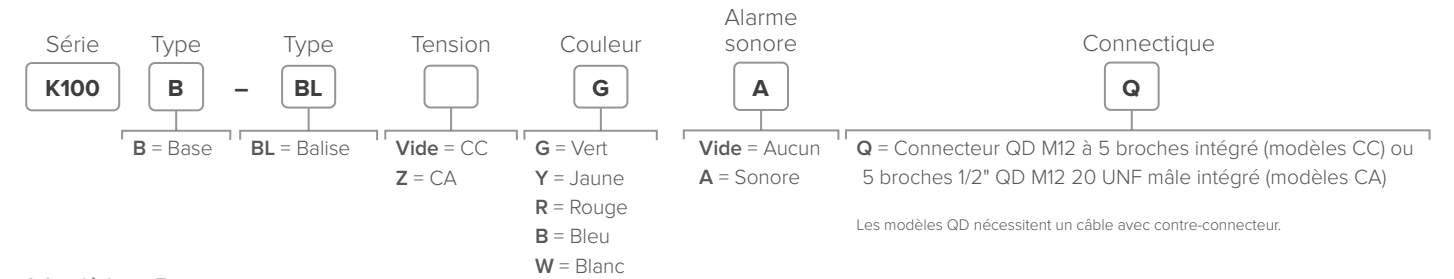 Série
Type
Type
Tension
Couleur
Alarme
sonore
Connectique
K100
B
–
BL
G
A
Q
B = Base
BL = Balise
Vide = CC
Z = CA
G = Vert
Y = Jaune
R = Rouge
B = Bleu
W = Blanc
Vide = Aucun
A = Sonore
Q = Connecteur QD M12 à 5 broches intégré (modèles CC) ou
5 broches 1/2" QD M12 20 UNF mâle intégré (modèles CA)
Les modèles QD nécessitent un câble avec contre-connecteur.